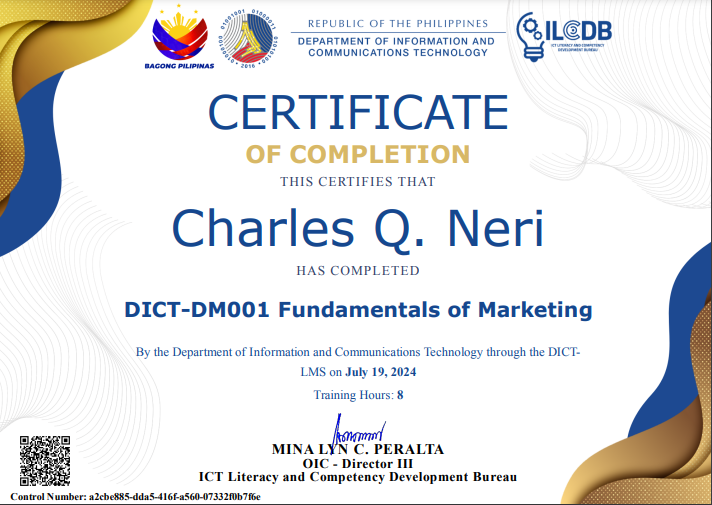 BAGONG PILIPINAS
2016
REPUBLIC OF THE PHILIPPINES
DEPARTMENT OF INFORMATION AND
COMMUNICATIONS TECHNOLOGY
ILCDB
ICT LITERACY AND COMPETENCY
DEVELOPMENT BUREAU
CERTIFICATE
OF COMPLETION
THIS CERTIFIES THAT
Charles Q. Neri
HAS COMPLETED
DICT-DM001 Fundamentals of Marketing
By the Department of Information and Communications Technology through the DICT-
LMS on July 19, 2024
Training Hours: 8
MINA LYN C. PERALTA
OIC - Director III
ICT Literacy and Competency Development Bureau
Control Number: a2cbe885-dda5-416f-a560-07332f0b7f6e